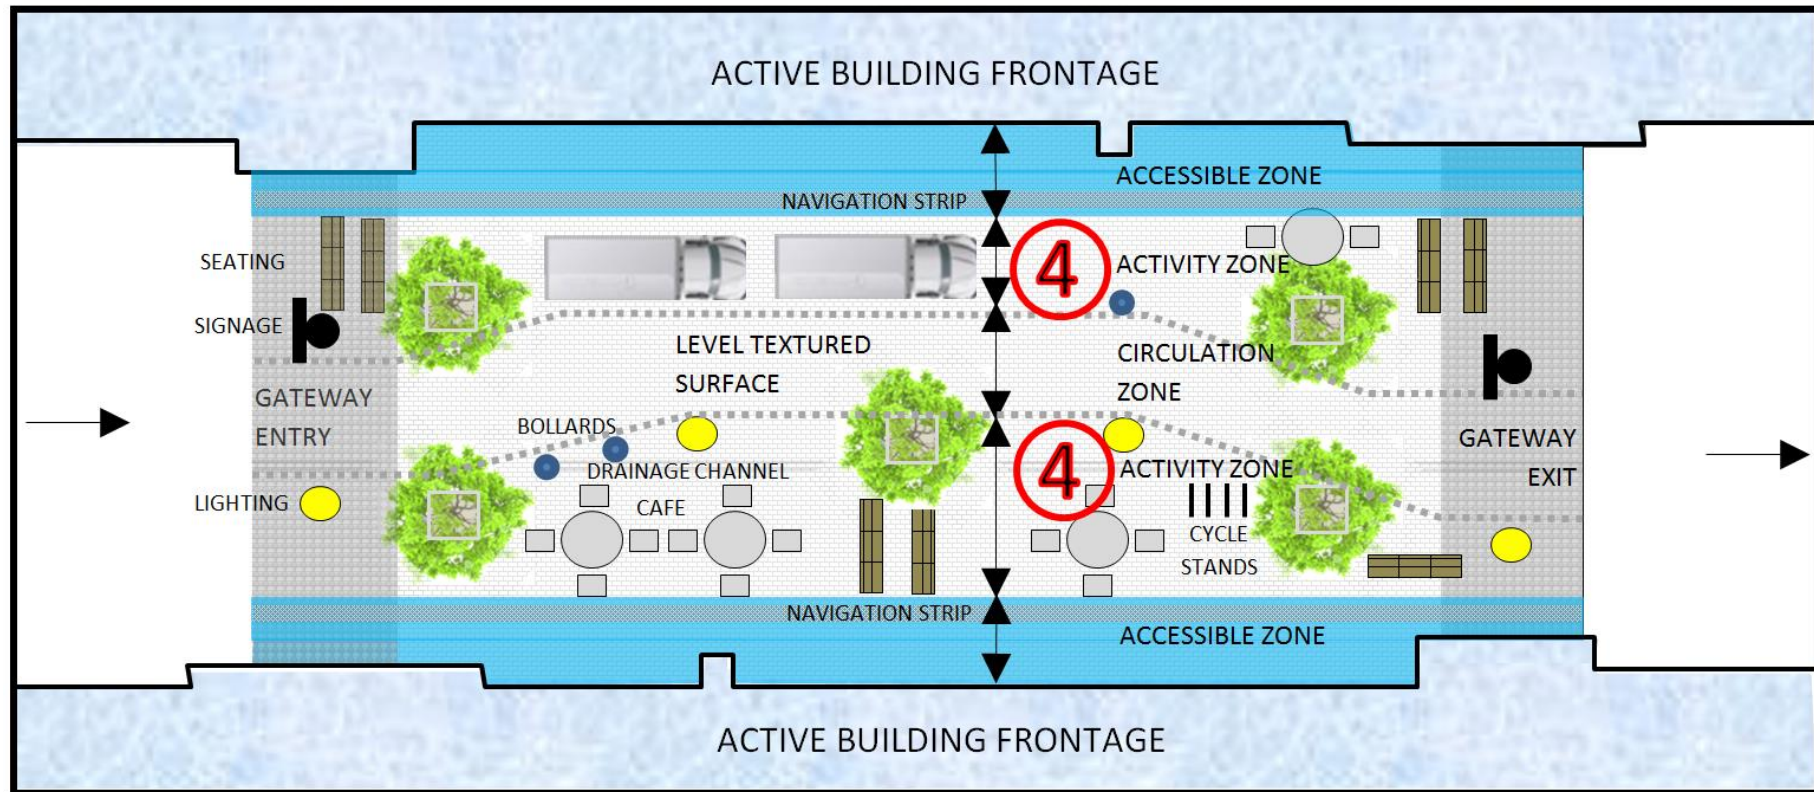 ACTIVE BUILDING FRONTAGE
ACCESSIBLE ZONE
NAVIGATION STRIP
SEATING
4
ACTIVITY ZONE
SIGNAGE
LEVEL TEXTURED
SURFACE
CIRCULATION
ZONE
GATEWAY
ENTRY
BOLLARDS
GATEWAY
EXIT
DRAINAGE CHANNEL
4
ACTIVITY ZONE
LIGHTING
CAFE
CYCLE
STANDS
NAVIGATION STRIP
ACCESSIBLE ZONE
ACTIVE BUILDING FRONTAGE